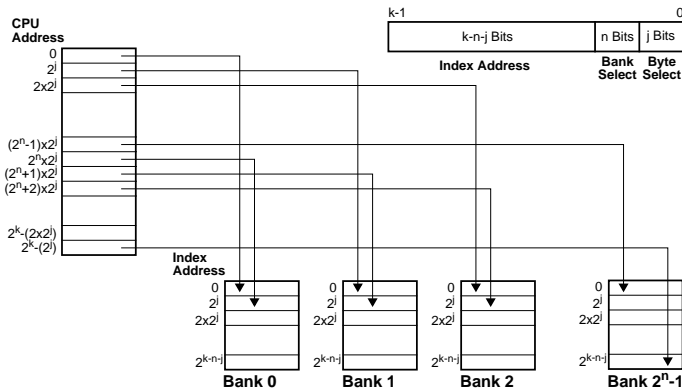 k-1 0
k-n-j Bits n Bits j Bits
Index Address Bank Select Byte Select
CPU Address
0
2^j
2x2^j
(2^n-1)x2^j
2^nx2^j
(2^n+1)x2^j
(2^n+2)x2^j
2^k-(2x2^j)
2^k-(2^j)
Index Address
0
2^j
2x2^j
2^k-n-j
Bank 0
0
2^j
2x2^j
2^k-n-j
Bank 1
0
2^j
2x2^j
2^k-n-j
Bank 2
0
2^j
2x2^j
2^k-n-j
Bank 2^n-1